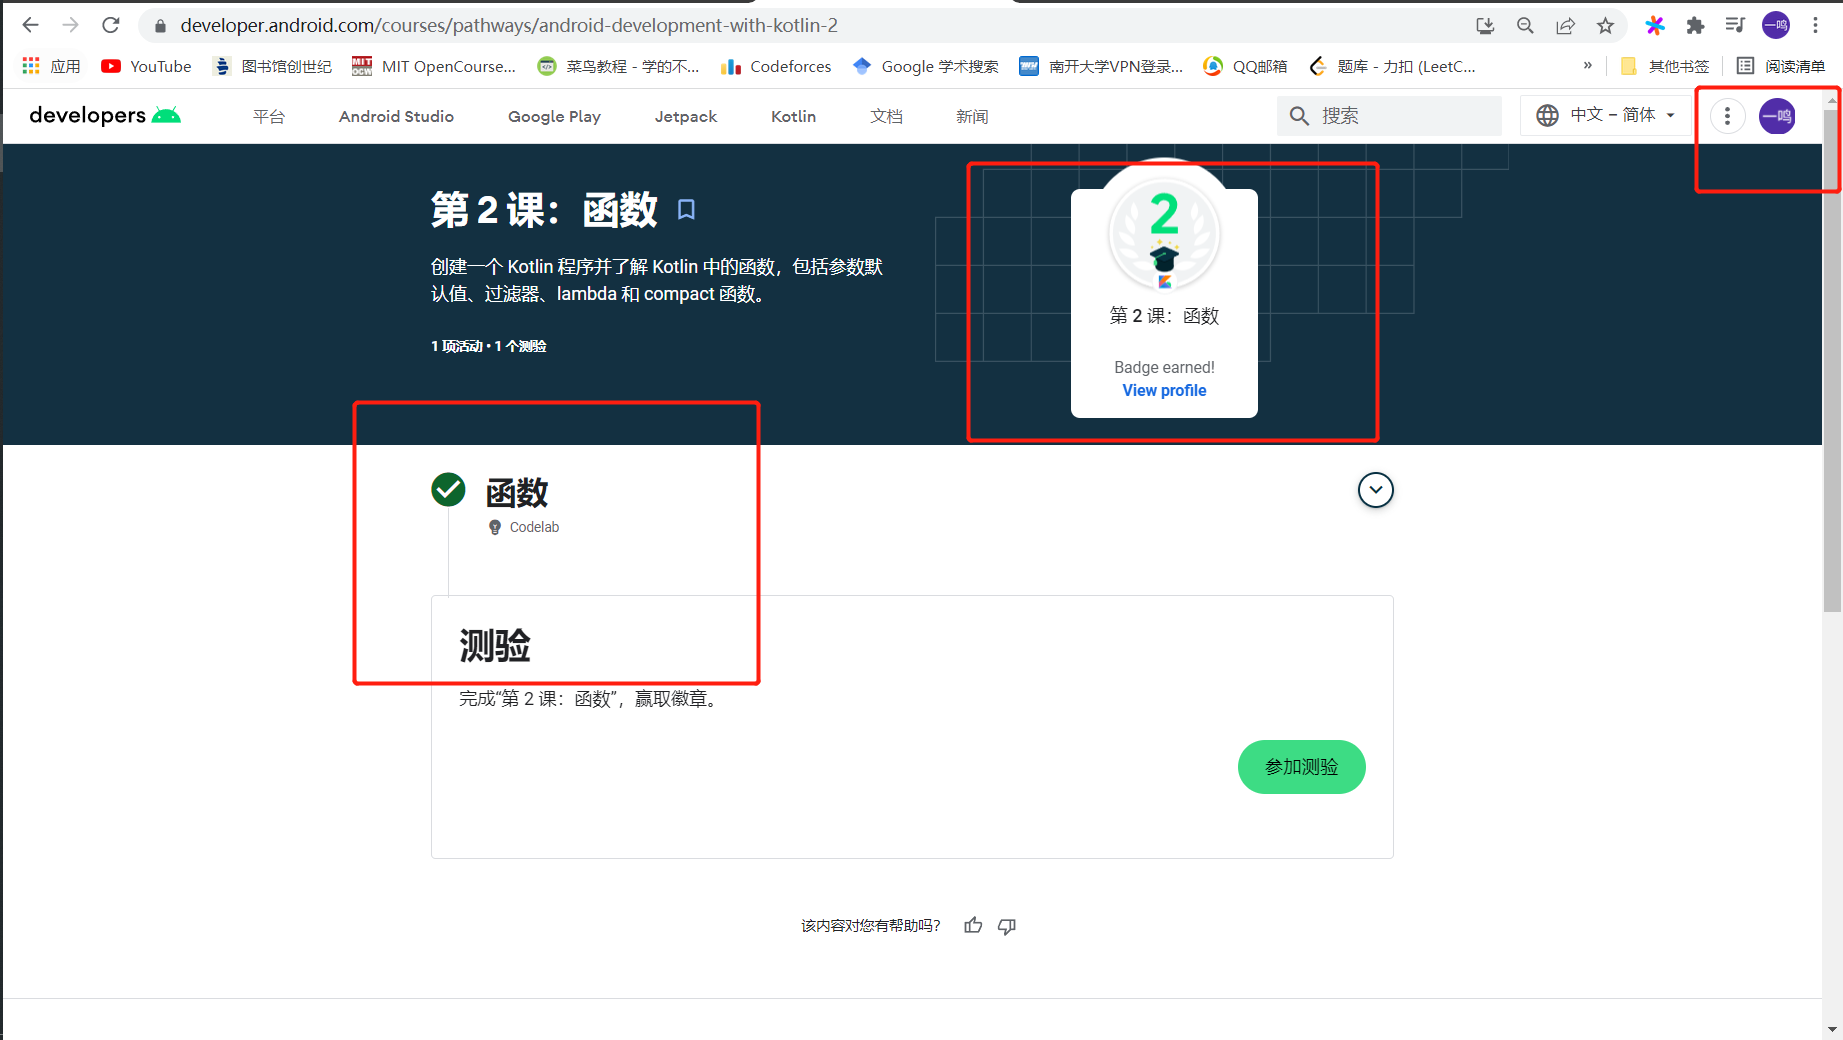 developer.android.com/courses/pathways/android-development-with-kotlin-2
一鸣
应用
YouTube
图书馆创世纪
MIT OCW
MIT OpenCourse...
菜鸟教程 - 学的不...
Codeforces
Google 学术搜索
南开大学VPN登录...
QQ邮箱
题库 - 力扣 (LeetC...
»
其他书签
阅读清单
developers
平台
Android Studio
Google Play
Jetpack
Kotlin
文档
新闻
搜索
中文 – 简体
一鸣
第 2 课：函数
创建一个 Kotlin 程序并了解 Kotlin 中的函数，包括参数默
认值、过滤器、lambda 和 compact 函数。
1 项活动 • 1 个测验
2
第 2 课：函数
Badge earned!
View profile
函数
Codelab
测验
完成“第 2 课：函数”，赢取徽章。
参加测验
该内容对您有帮助吗？